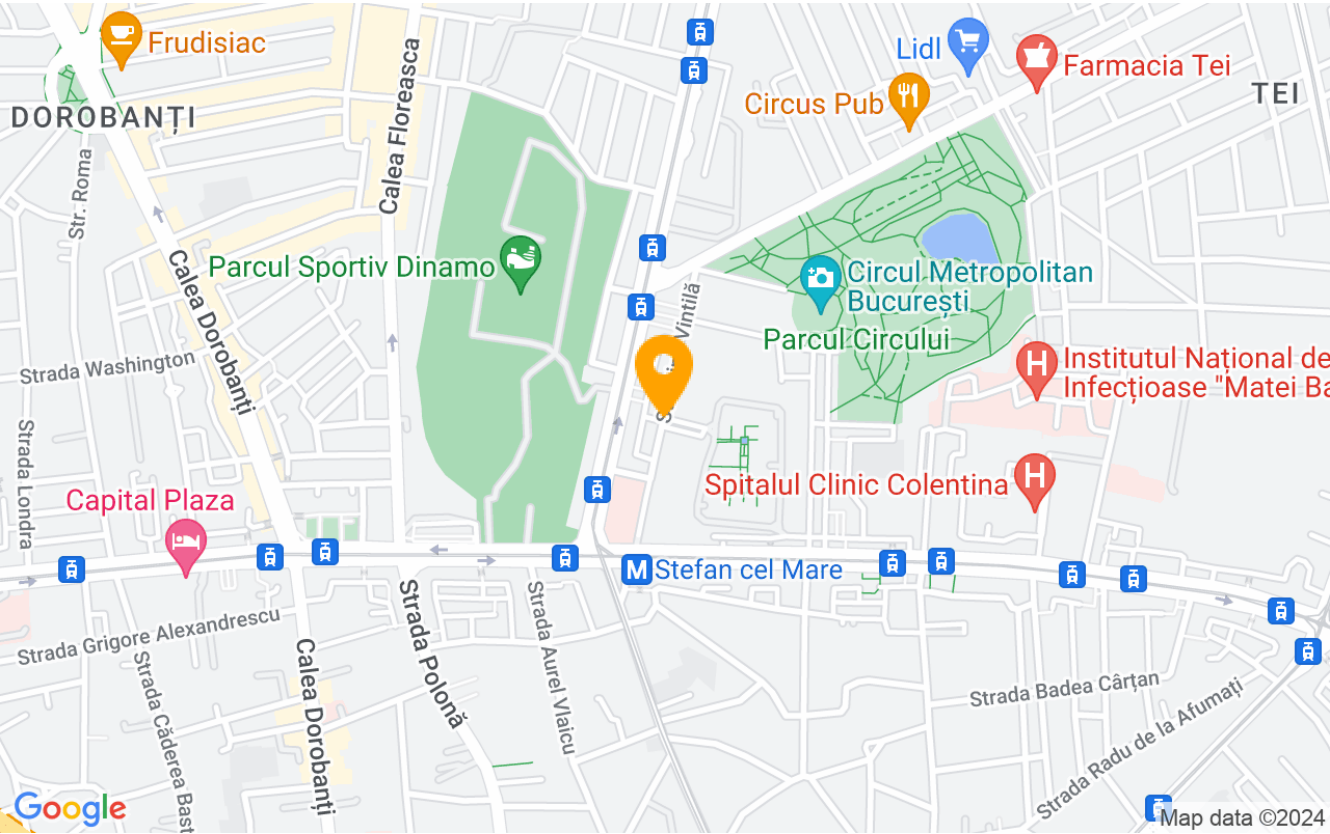 Frudisiac
Lidl
Farmacia Tei
TEI
Circus Pub
DOROBANȚI
Calea Floreasca
Str. Roma
Parcul Sportiv Dinamo
Calea Dorobanți
Circul Metropolitan
București
Vintilă
Parcul Circului
Strada Washington
Institutul Național de
Infecțioase "Matei Ba
H
Strada Londra
Capital Plaza
Spitalul Clinic Colentina
H
M Stefan cel Mare
Strada Grigore Alexandrescu
Strada Polonă
Strada Aurel Vlaicu
Calea Dorobanți
Strada Căderea Bast
Strada Badea Cârțan
Strada Radu de la Afumați
Google
Map data ©2024